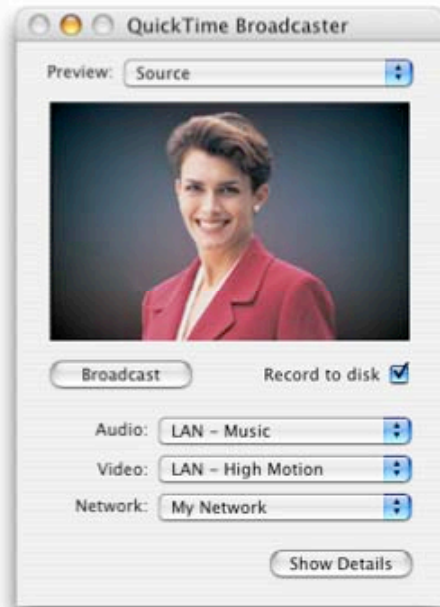 QuickTime Broadcaster
Preview: Source
Broadcast Record to disk
Audio: LAN – Music
Video: LAN – High Motion
Network: My Network
Show Details